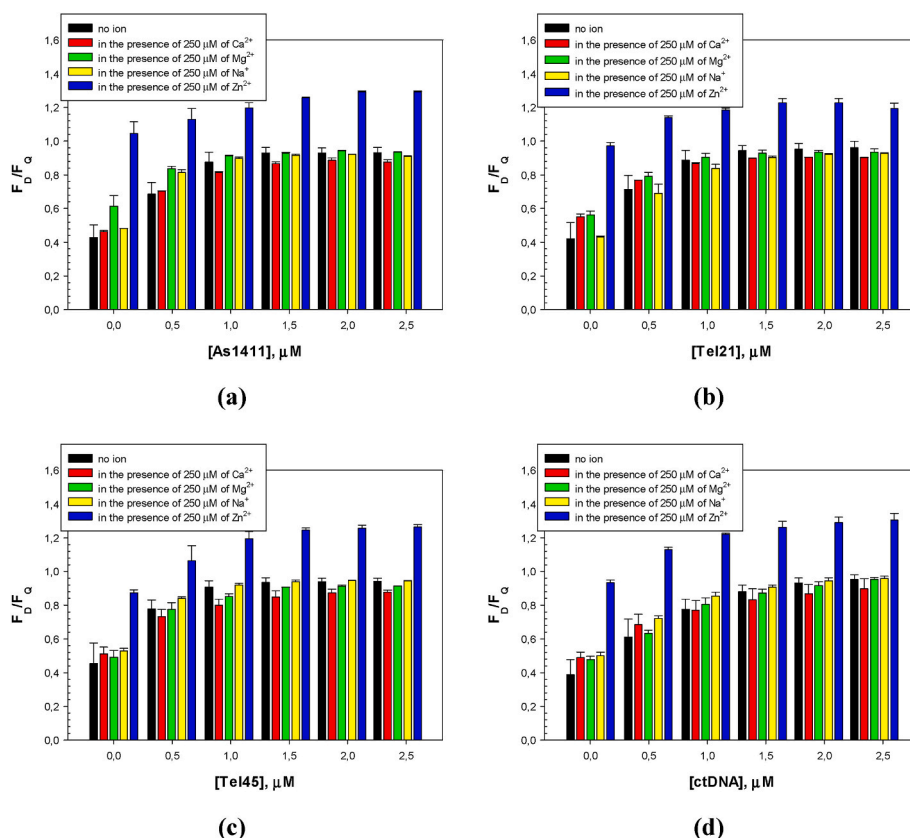 no ion
in the presence of 250 μM of Ca2+
in the presence of 250 μM of Mg2+
in the presence of 250 μM of Na+
in the presence of 250 μM of Zn2+
1,6
1,4
1,2
1,0
0,8
0,6
0,4
0,2
0,0
FD/FQ
0,0 0,5 1,0 1,5 2,0 2,5
[As1411], μM
(a)
no ion
in the presence of 250 μM of Ca2+
in the presence of 250 μM of Mg2+
in the presence of 250 μM of Na+
in the presence of 250 μM of Zn2+
1,6
1,4
1,2
1,0
0,8
0,6
0,4
0,2
0,0
FD/FQ
0,0 0,5 1,0 1,5 2,0 2,5
[Tel21], μM
(b)
no ion
in the presence of 250 μM of Ca2+
in the presence of 250 μM of Mg2+
in the presence of 250 μM of Na+
in the presence of 250 μM of Zn2+
1,6
1,4
1,2
1,0
0,8
0,6
0,4
0,2
0,0
FD/FQ
0,0 0,5 1,0 1,5 2,0 2,5
[Tel45], μM
(c)
no ion
in the presence of 250 μM of Ca2+
in the presence of 250 μM of Mg2+
in the presence of 250 μM of Na+
in the presence of 250 μM of Zn2+
1,6
1,4
1,2
1,0
0,8
0,6
0,4
0,2
0,0
FD/FQ
0,0 0,5 1,0 1,5 2,0 2,5
[ctDNA], μM
(d)